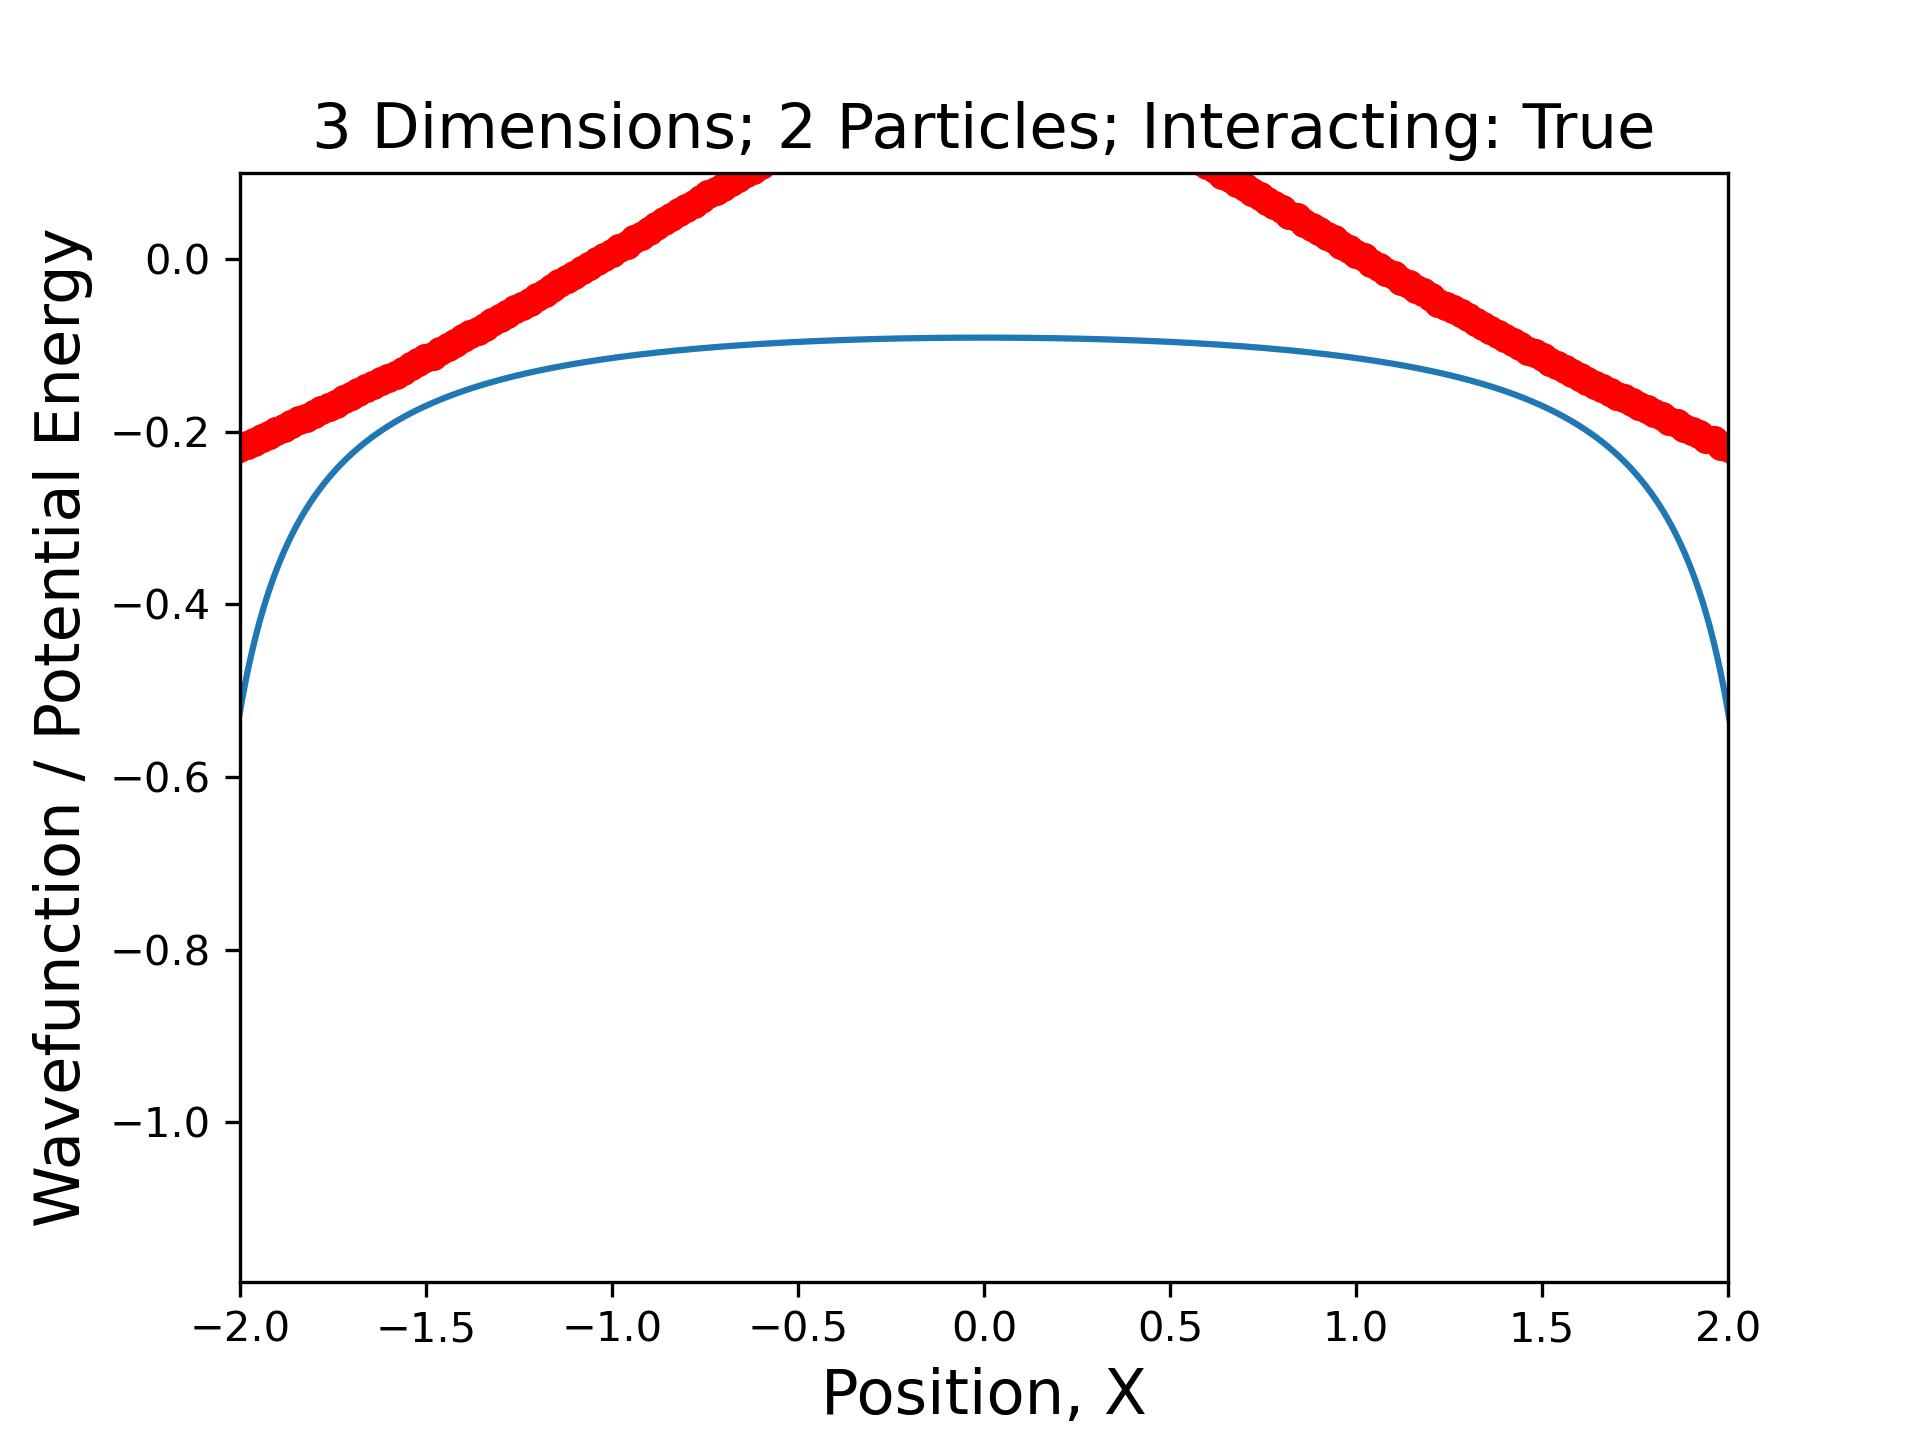 3 Dimensions; 2 Particles; Interacting: True
Wavefunction / Potential Energy
0.0
−0.2
−0.4
−0.6
−0.8
−1.0
−2.0 −1.5 −1.0 −0.5 0.0 0.5 1.0 1.5 2.0
Position, X